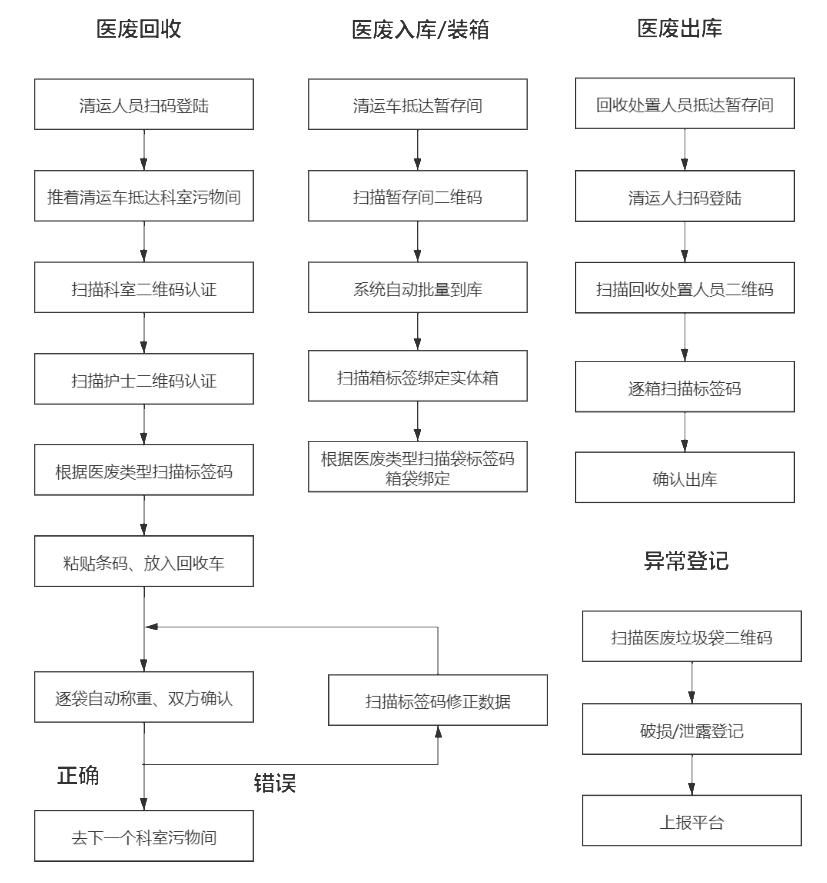 医废回收
清运人员扫码登陆
推着清运车抵达科室污物间
扫描科室二维码认证
扫描护士二维码认证
根据医废类型扫描标签码
粘贴条码、放入回收车
逐袋自动称重、双方确认
扫描标签码修正数据
正确
错误
去下一个科室污物间
医废入库/装箱
清运车抵达暂存间
扫描暂存间二维码
系统自动批量到库
扫描箱标签绑定实体箱
根据医废类型扫描袋标签码
箱袋绑定
医废出库
回收处置人员抵达暂存间
清运人扫码登陆
扫描回收处置人员二维码
逐箱扫描标签码
确认出库
异常登记
扫描医废垃圾袋二维码
破损/泄露登记
上报平台